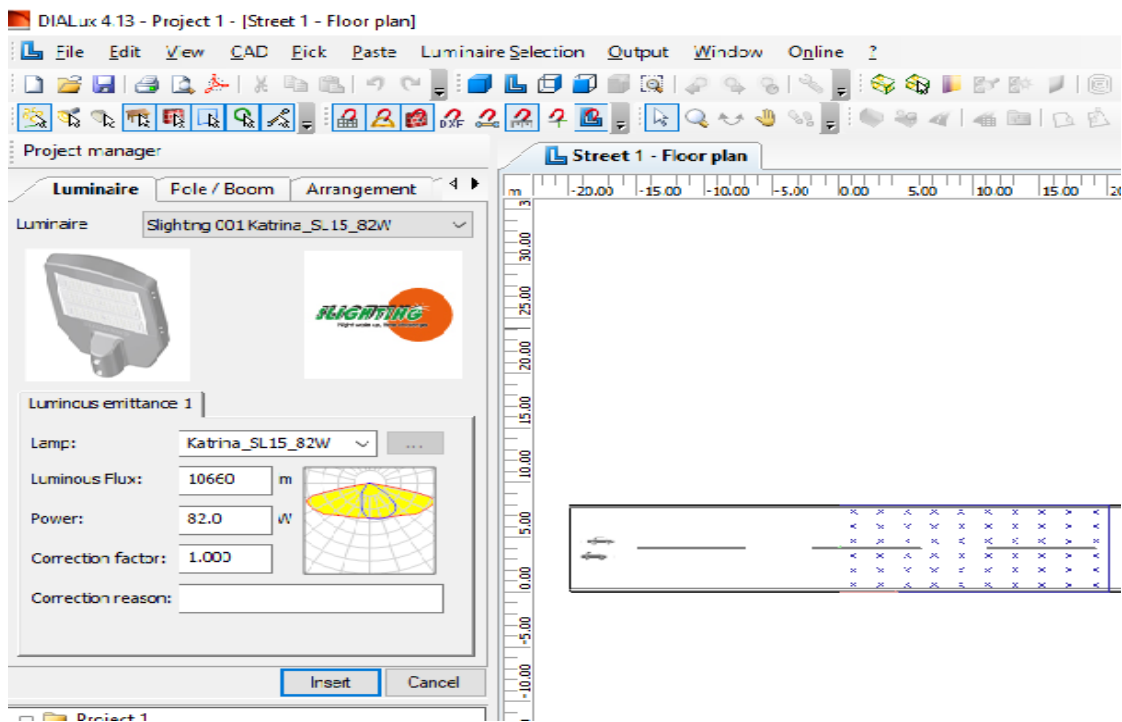 DIALux 4.13 - Project 1 - [Street 1 - Floor plan]
File Edit View CAD Pick Paste Luminaire Selection Output Window Online ?
DXF
Project manager
Street 1 - Floor plan
Luminaire Pole / Boom Arrangement
m -20.00 -15.00 -10.00 -5.00 0.00 5.00 10.00 15.00
Luminaire Slighting 001 Katrina_SL15_82W
30.00
25.00
20.00
15.00
10.00
5.00
0.00
-5.00
-10.00
SLIGHTING
Luminous emittance 1
Lamp: Katrina_SL15_82W ...
Luminous Flux: 10660 m
Power: 82.0 W
Correction factor: 1.000
Correction reason:
Insert Cancel
Project 1